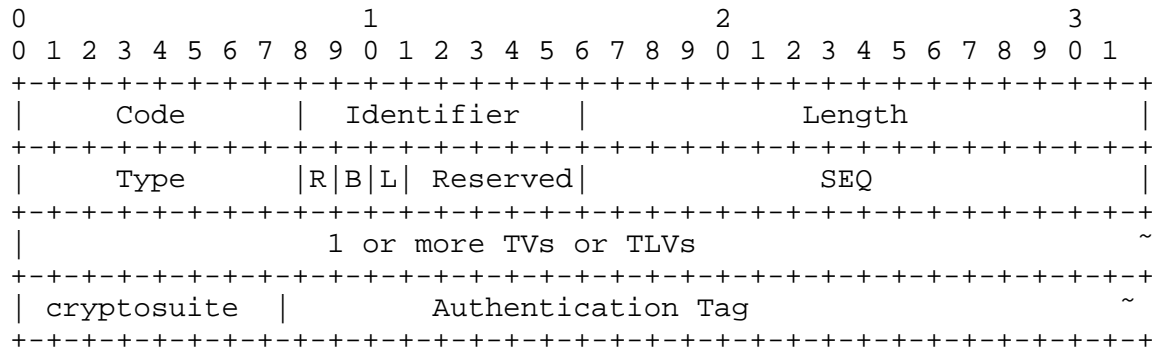 0                   1                   2                   3
0 1 2 3 4 5 6 7 8 9 0 1 2 3 4 5 6 7 8 9 0 1 2 3 4 5 6 7 8 9 0 1
+-+-+-+-+-+-+-+-+-+-+-+-+-+-+-+-+-+-+-+-+-+-+-+-+-+-+-+-+-+-+-+-+
|      Code     |  Identifier   |            Length             |
+-+-+-+-+-+-+-+-+-+-+-+-+-+-+-+-+-+-+-+-+-+-+-+-+-+-+-+-+-+-+-+-+
|     Type      |R|B|L| Reserved|             SEQ               |
+-+-+-+-+-+-+-+-+-+-+-+-+-+-+-+-+-+-+-+-+-+-+-+-+-+-+-+-+-+-+-+-+
|                 1 or more TVs or TLVs                         ~
+-+-+-+-+-+-+-+-+-+-+-+-+-+-+-+-+-+-+-+-+-+-+-+-+-+-+-+-+-+-+-+-+
| cryptosuite  |        Authentication Tag                     ~
+-+-+-+-+-+-+-+-+-+-+-+-+-+-+-+-+-+-+-+-+-+-+-+-+-+-+-+-+-+-+-+-+